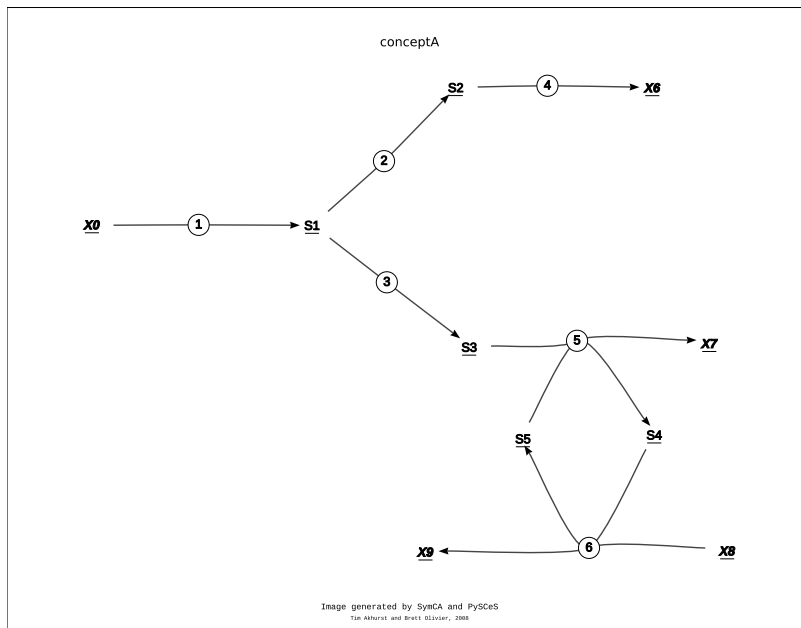 conceptA
S2
4
X6
2
X0
1
S1
3
S3
5
X7
S5
S4
X9
6
X8
Image generated by SymCA and PySCeS
Tim Akhurst and Brett Olivier, 2008